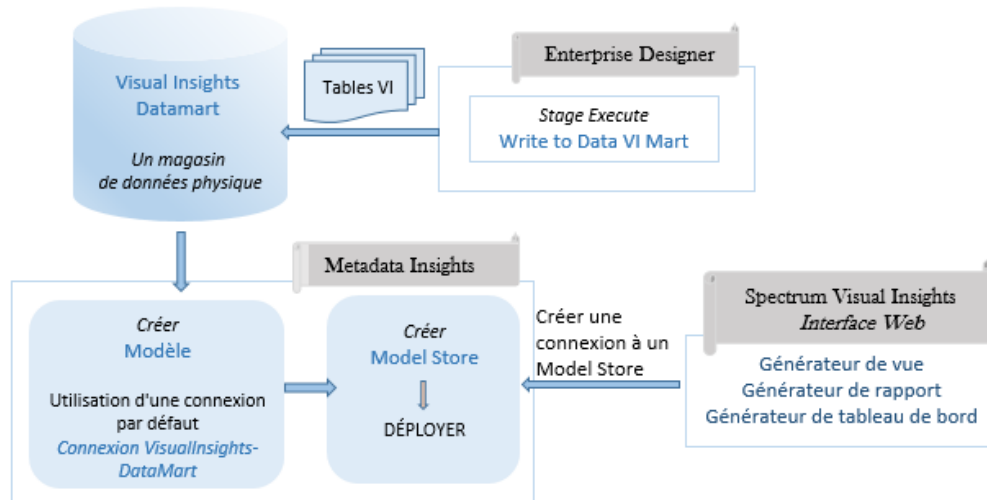 Visual Insights
Datamart
Un magasin
de données physique
Tables VI
Enterprise Designer
Stage Execute
Write to Data VI Mart
Metadata Insights
Créer
Modèle
Utilisation d'une connexion
par défaut
Connexion VisualInsights-
DataMart
Créer
Model Store
DÉPLOYER
Créer une
connexion à un
Model Store
Spectrum Visual Insights
Interface Web
Générateur de vue
Générateur de rapport
Générateur de tableau de bord